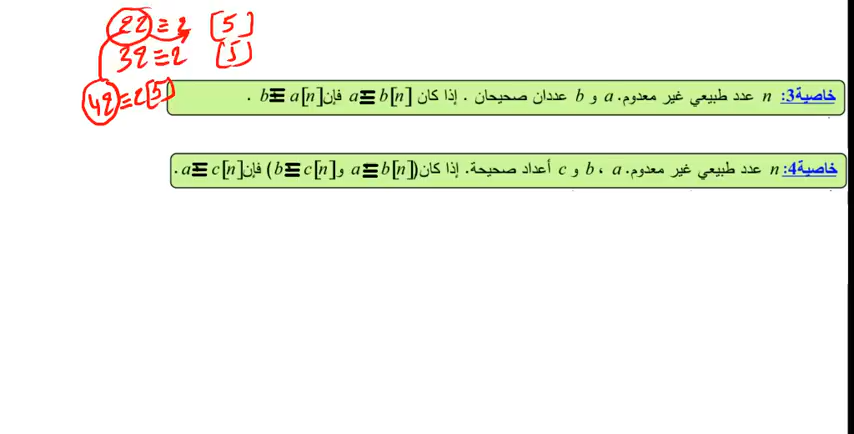 22 ≡ 2 [5]
32 ≡ 2 [5]
42 ≡ 2[5]
خاصية3: n عدد طبيعي غير معدوم. a و b عددان صحيحان . إذا كان a ≡ b[n] فإن b ≡ a[n] .
خاصية4: n عدد طبيعي غير معدوم. a ، b و c أعداد صحيحة. إذا كان (a ≡ b[n] و b ≡ c[n]) فإن a ≡ c[n].